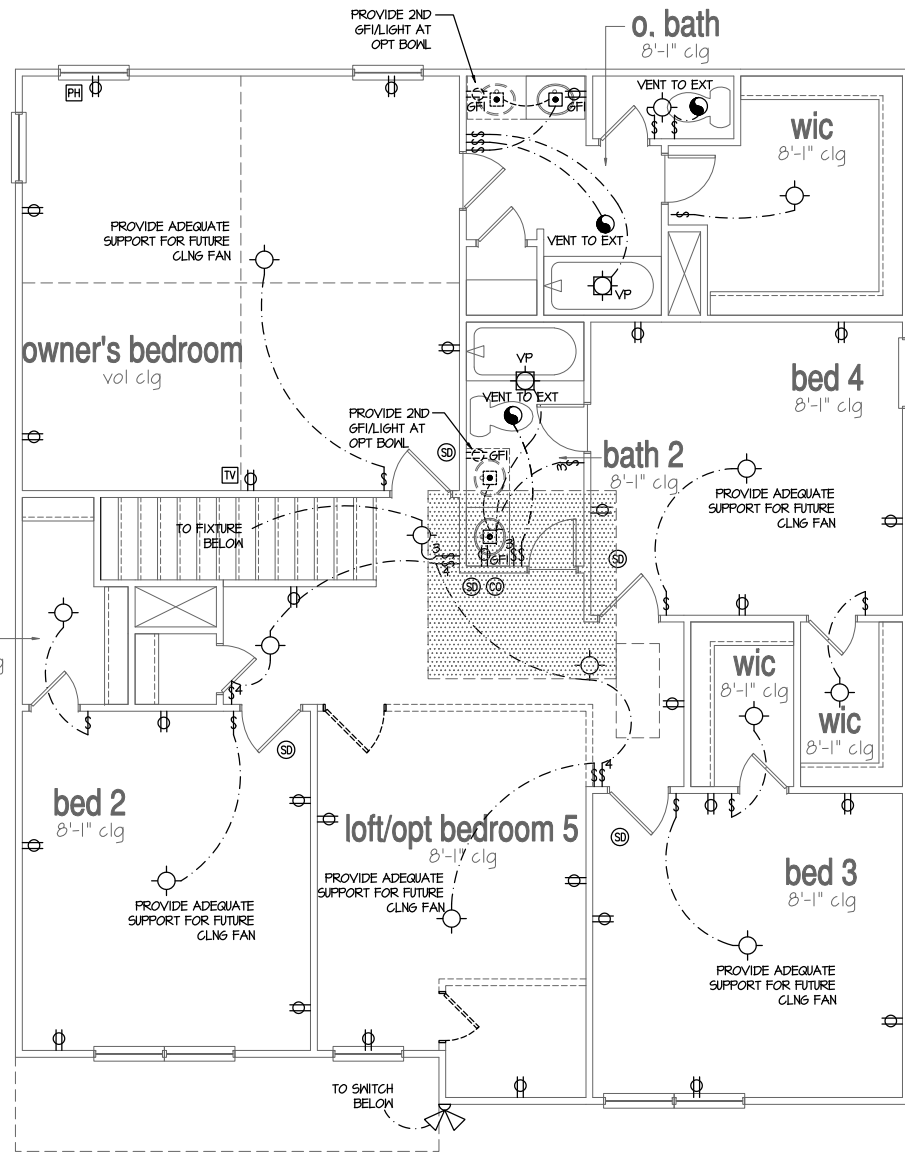 PROVIDE 2ND
GFI/LIGHT AT
OPT BOWL
o. bath
8'-1" clg
PH
GFI
GFI
VENT TO EXT
$ $
wic
8'-1" clg
$
$
$
$
PROVIDE ADEQUATE
SUPPORT FOR FUTURE
CLNG FAN
VENT TO EXT
VP
owner's bedroom
vol clg
VP
VENT TO EXT
bed 4
8'-1" clg
PROVIDE 2ND
GFI/LIGHT AT
OPT BOWL
SD
GFI
3$
bath 2
8'-1" clg
TV
$
PROVIDE ADEQUATE
SUPPORT FOR FUTURE
CLNG FAN
TO FIXTURE
BELOW
3
$$
4
3
$$
GFI
SD
SD
CO
$
$
g
$4
wic
8'-1" clg
wic
8'-1" clg
$
$
SD
$$4
bed 2
8'-1" clg
loft/opt bedroom 5
8'-1" clg
$
$
SD
bed 3
8'-1" clg
PROVIDE ADEQUATE
SUPPORT FOR FUTURE
CLNG FAN
PROVIDE ADEQUATE
SUPPORT FOR FUTURE
CLNG FAN
PROVIDE ADEQUATE
SUPPORT FOR FUTURE
CLNG FAN
TO SWITCH
BELOW